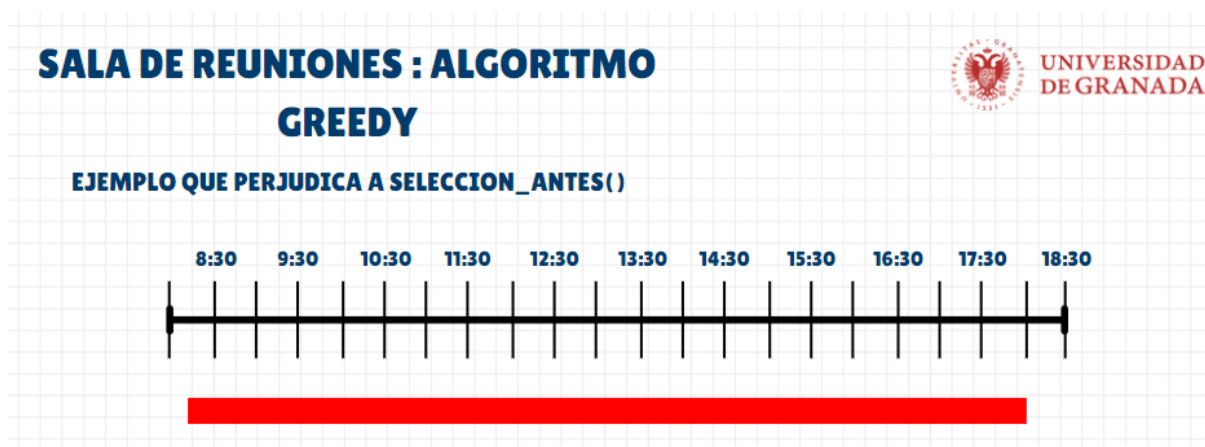 SALA DE REUNIONES : ALGORITMO
GREEDY
UNIVERSIDAD
DE GRANADA
EJEMPLO QUE PERJUDICA A SELECCION_ANTES()
8:30 9:30 10:30 11:30 12:30 13:30 14:30 15:30 16:30 17:30 18:30